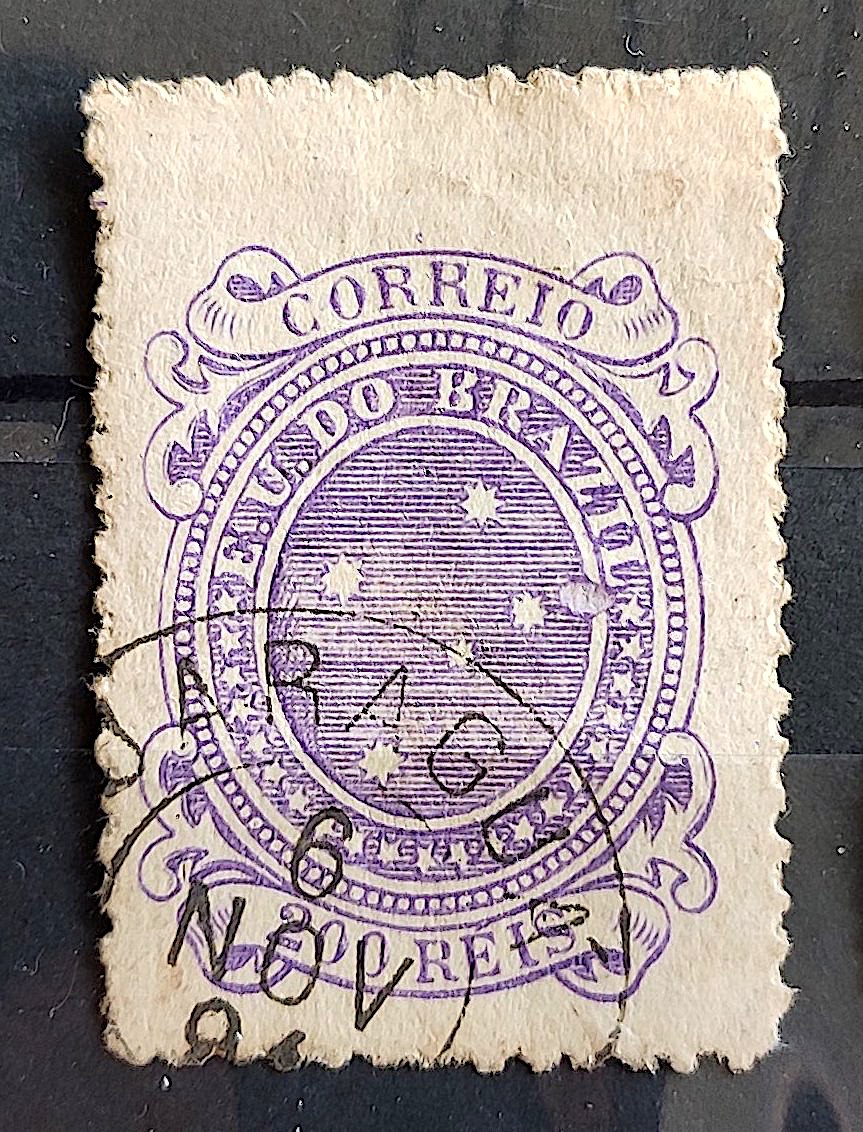 CORREIO
E.U.DO BRAZIL
200 REIS
6
NOV